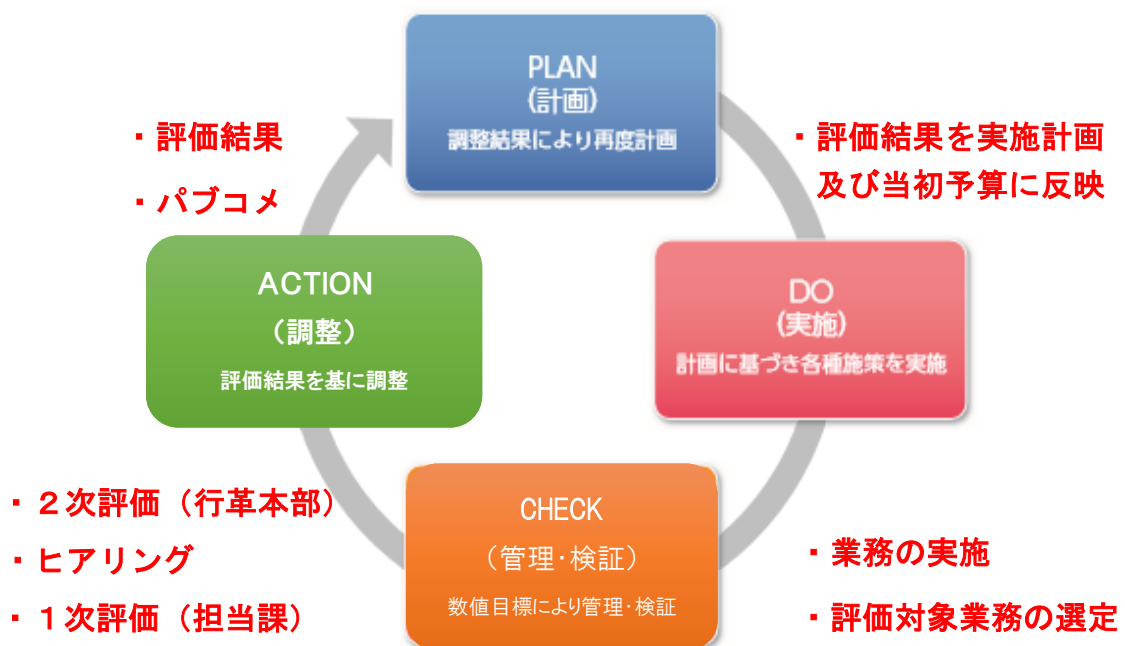 PLAN
(計画)
調整結果により再度計画
・評価結果
・パブコメ
・評価結果を実施計画
及び当初予算に反映
ACTION
（調整）
評価結果を基に調整
DO
(実施)
計画に基づき各種施策を実施
・２次評価（行革本部）
・ヒアリング
・１次評価（担当課）
CHECK
（管理・検証）
数値目標により管理・検証
・業務の実施
・評価対象業務の選定